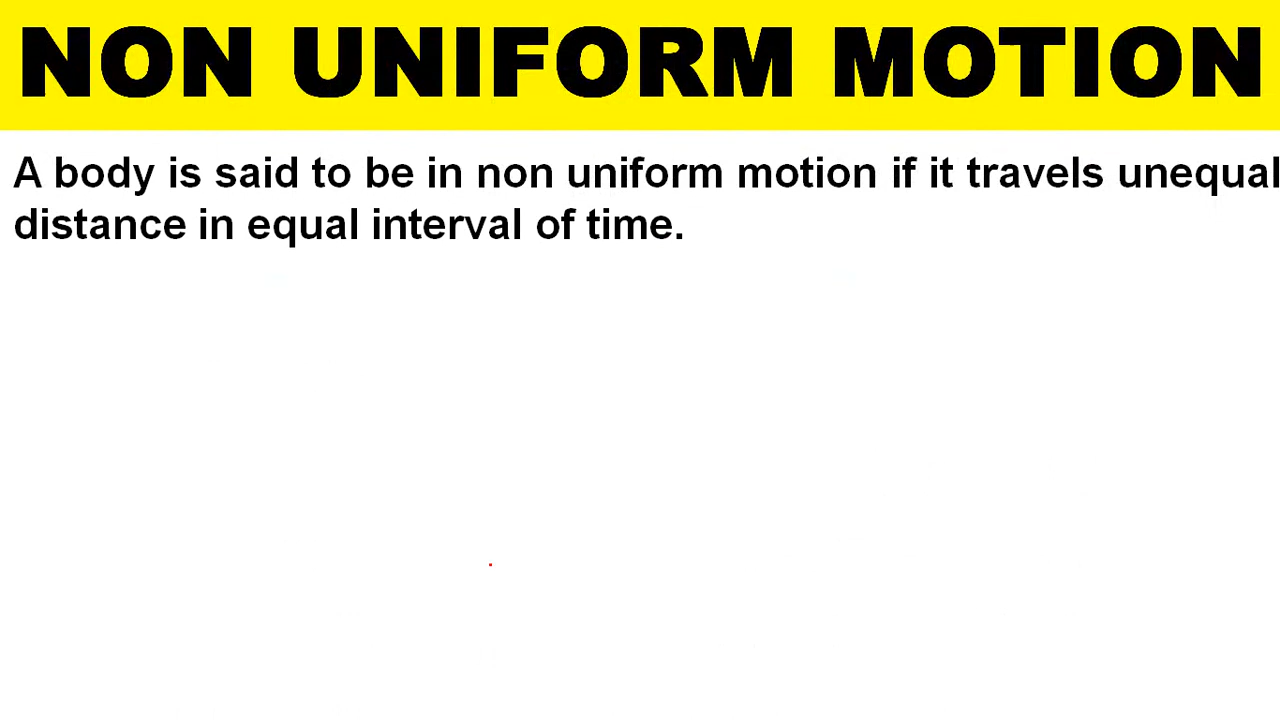 NON UNIFORM MOTION
A body is said to be in non uniform motion if it travels unequal
distance in equal interval of time.